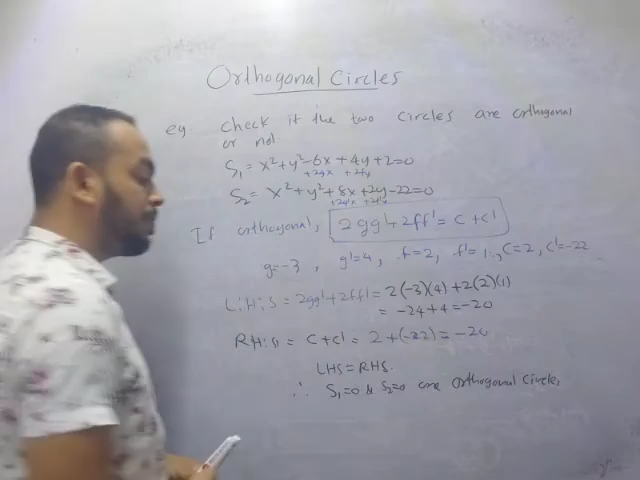 Orthogonal Circles
eg check if the two circles are orthogonal
or not
S₁ = x² + y² - 6x + 4y + 2 = 0
+2gx +2fy
S₂ = x² + y² + 8x + 2y - 22 = 0
+2g'x +2f'y
If orthogonal, 2gg' + 2ff' = c + c'
g = -3, g' = 4, f = 2, f' = 1, c = 2, c' = -22
L.H.S = 2gg' + 2ff' = 2(-3)(4) + 2(2)(1)
= -24 + 4 = -20
RH.S = c + c' = 2 + (-22) = -20
LHS = RHS.
∴ S₁ = 0 & S₂ = 0 are orthogonal circles